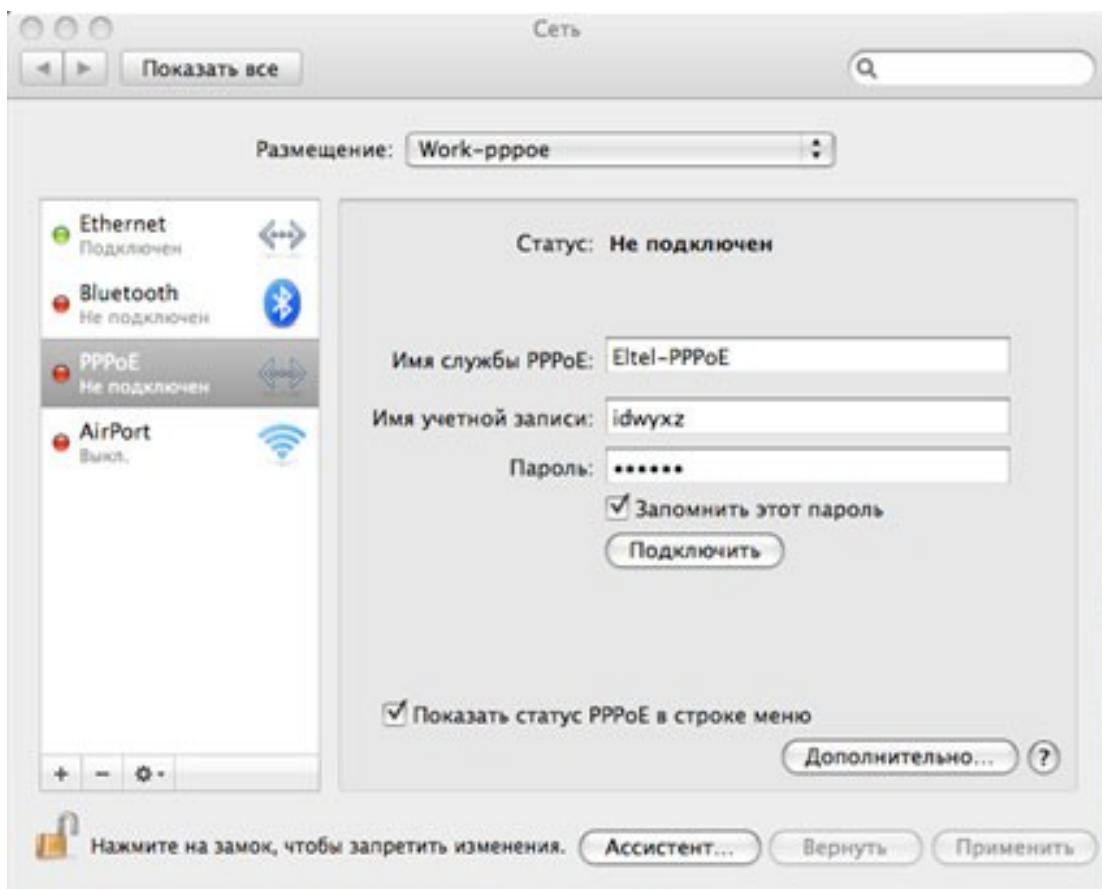 Сеть
Показать все
Размещение: Work-pppoe
Ethernet
Подключен
Bluetooth
Не подключен
PPPoE
Не подключен
AirPort
Выкл.
Статус: Не подключен
Имя службы PPPoE: Eltel-PPPoE
Имя учетной записи: idwyxz
Пароль: ••••••
Запомнить этот пароль
Подключить
Показать статус PPPoE в строке меню
Дополнительно... ?
Нажмите на замок, чтобы запретить изменения. Ассистент... Вернуть Применить